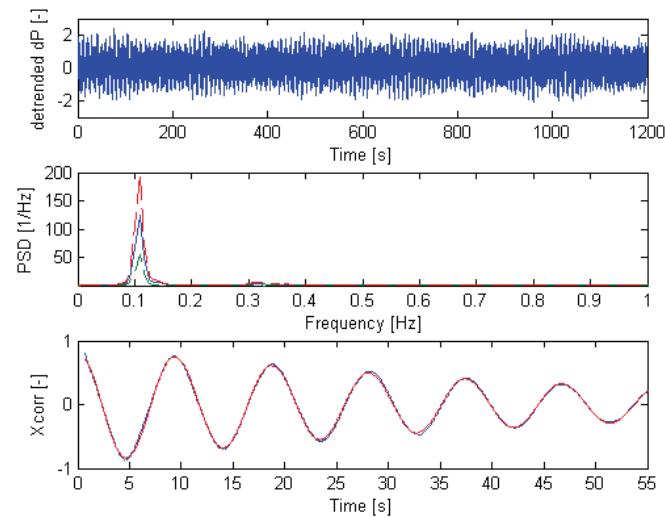 detrended dP [-]
2
0
-2
0 200 400 600 800 1000 1200
Time [s]
PSD [1/Hz]
200
150
100
50
0 0.1 0.2 0.3 0.4 0.5 0.6 0.7 0.8 0.9 1
Frequency [Hz]
Xcorr [-]
1
0
-1
0 5 10 15 20 25 30 35 40 45 50 55
Time [s]